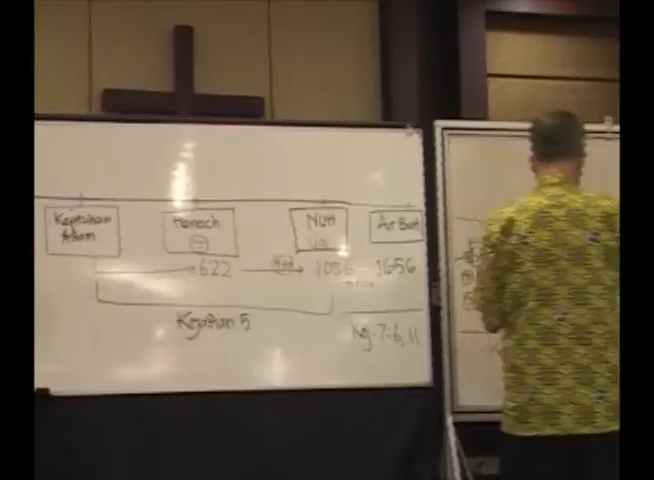 Kejatuhan
Adam
Henoch
Nuh
Air Bah
622
1056
1656
Kejadian 5
Kej. 7:6, 11